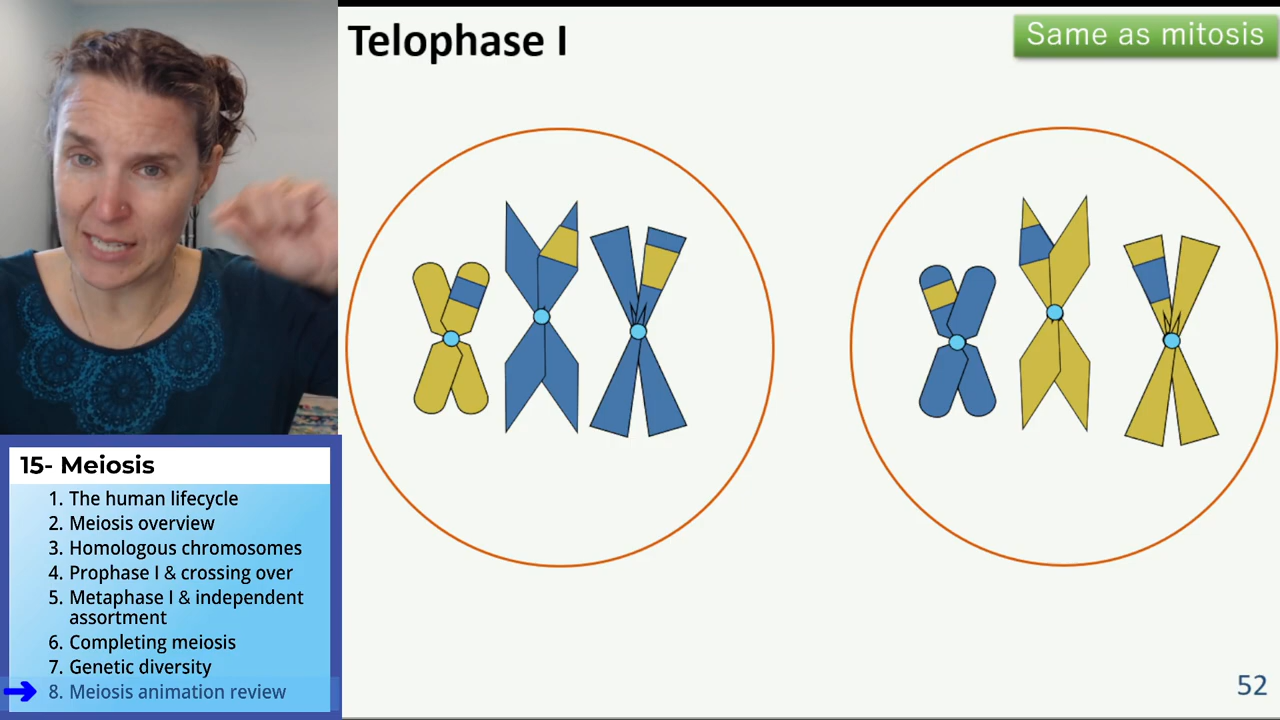 Telophase I
Same as mitosis
15- Meiosis
1. The human lifecycle
2. Meiosis overview
3. Homologous chromosomes
4. Prophase I & crossing over
5. Metaphase I & independent
assortment
6. Completing meiosis
7. Genetic diversity
8. Meiosis animation review
52